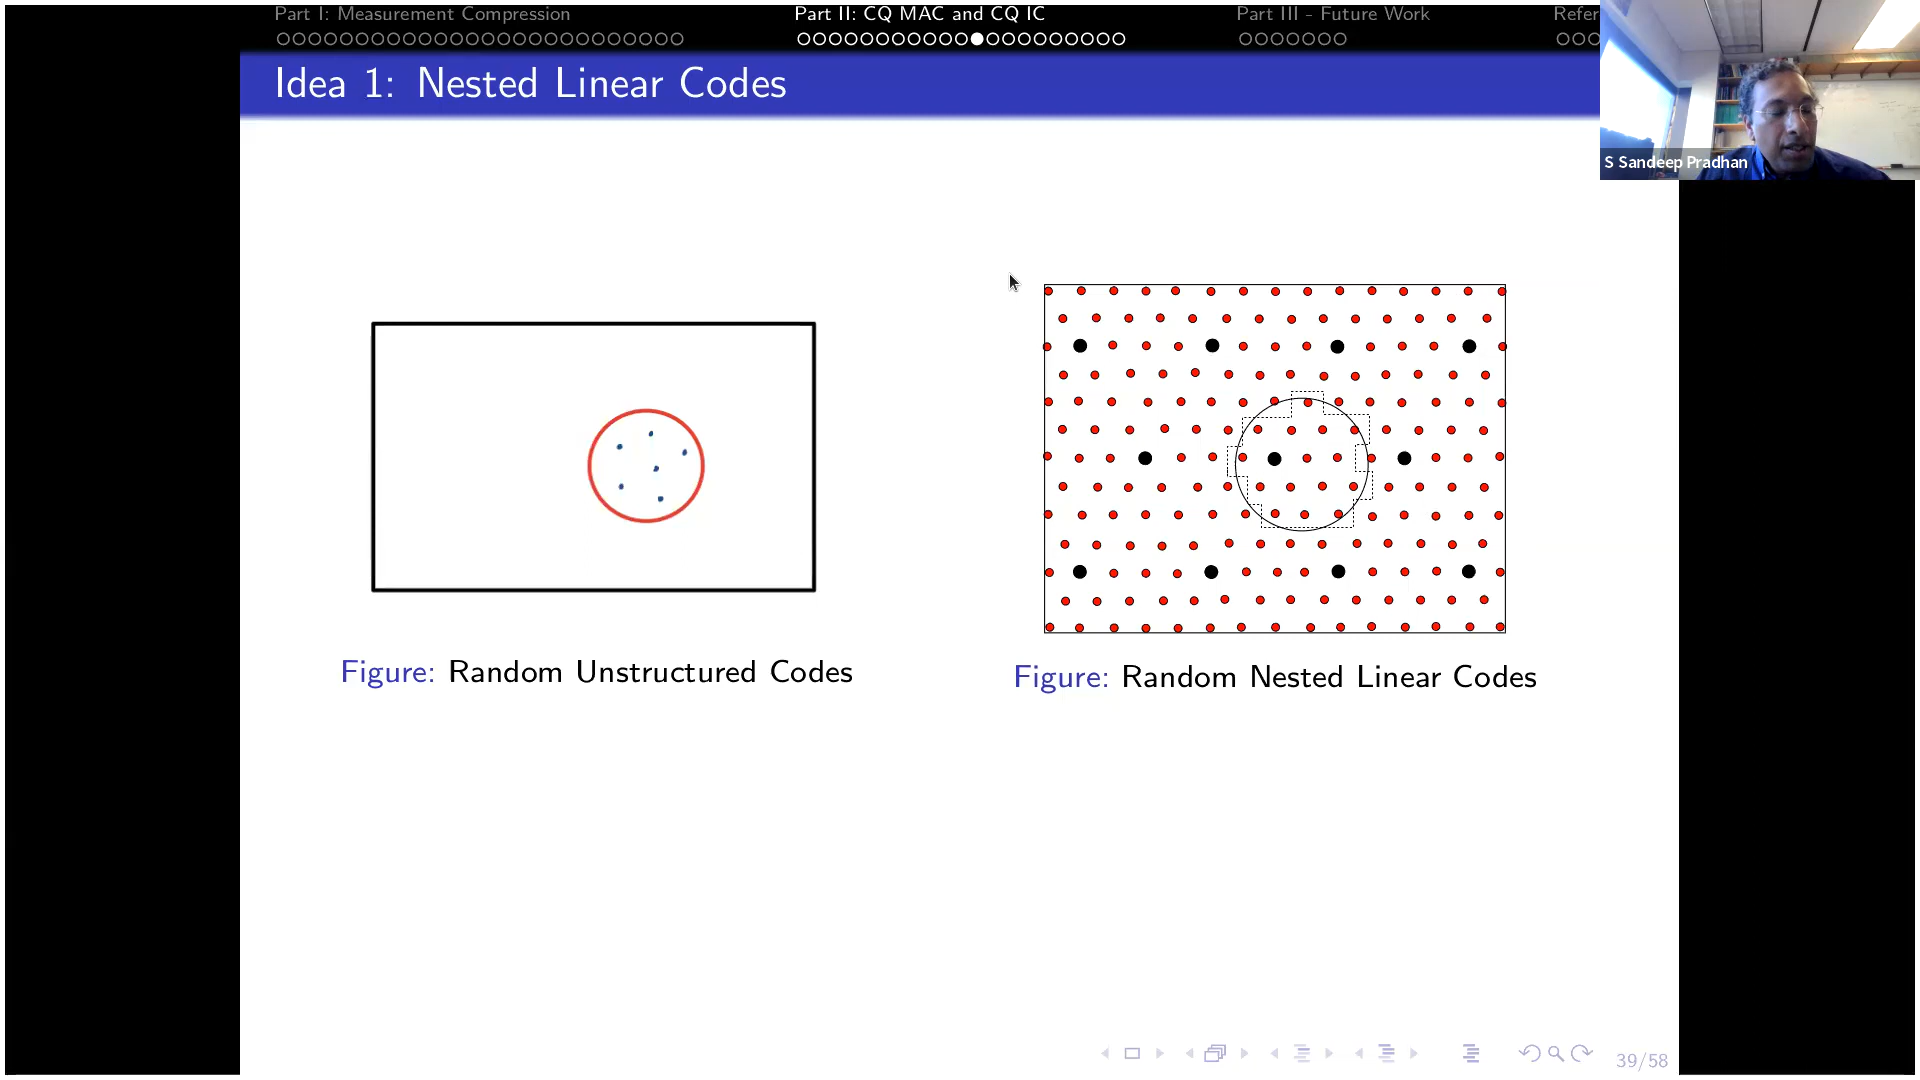 Part I: Measurement Compression
Part II: CQ MAC and CQ IC
Part III - Future Work
Refer
Idea 1: Nested Linear Codes
S Sandeep Pradhan
Figure: Random Unstructured Codes
Figure: Random Nested Linear Codes
39/58